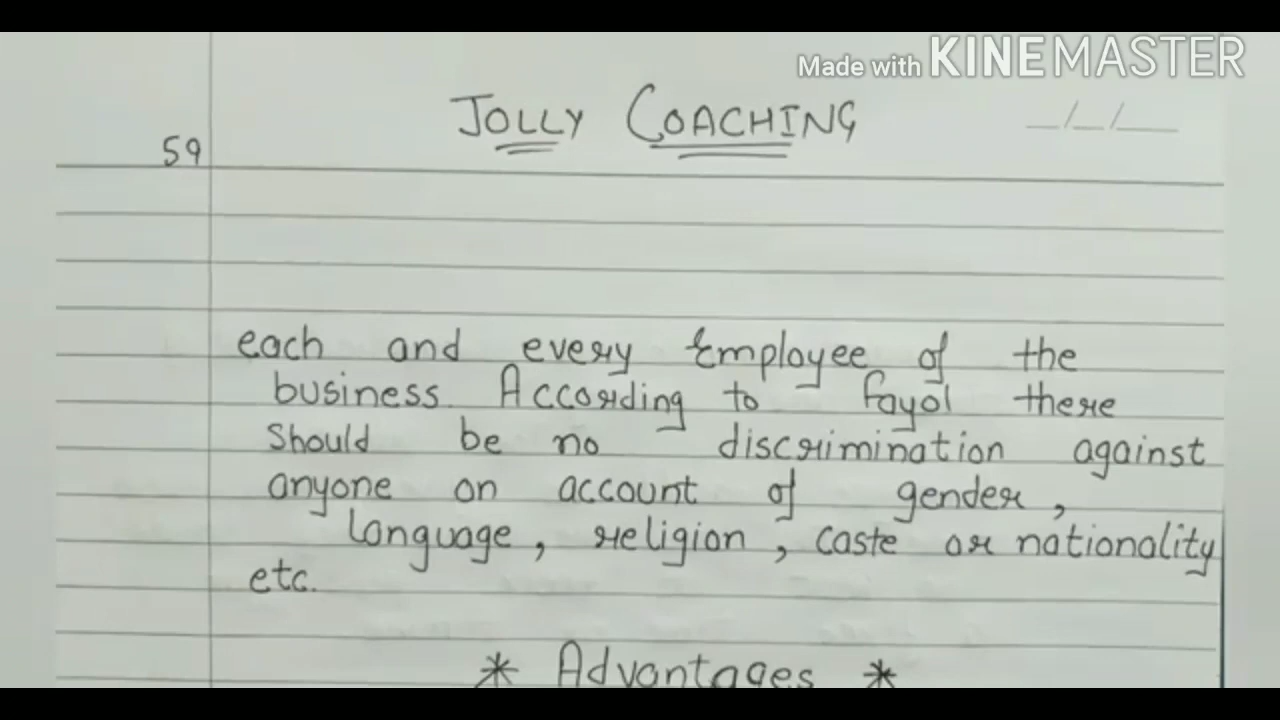 Made with KINEMASTER
JOLLY COACHING
_/_/__
59
each and every Employee of the
business. According to fayol there
should be no discrimination against
anyone on account of gender,
language, religion, caste or nationality
etc.
* Advantages *